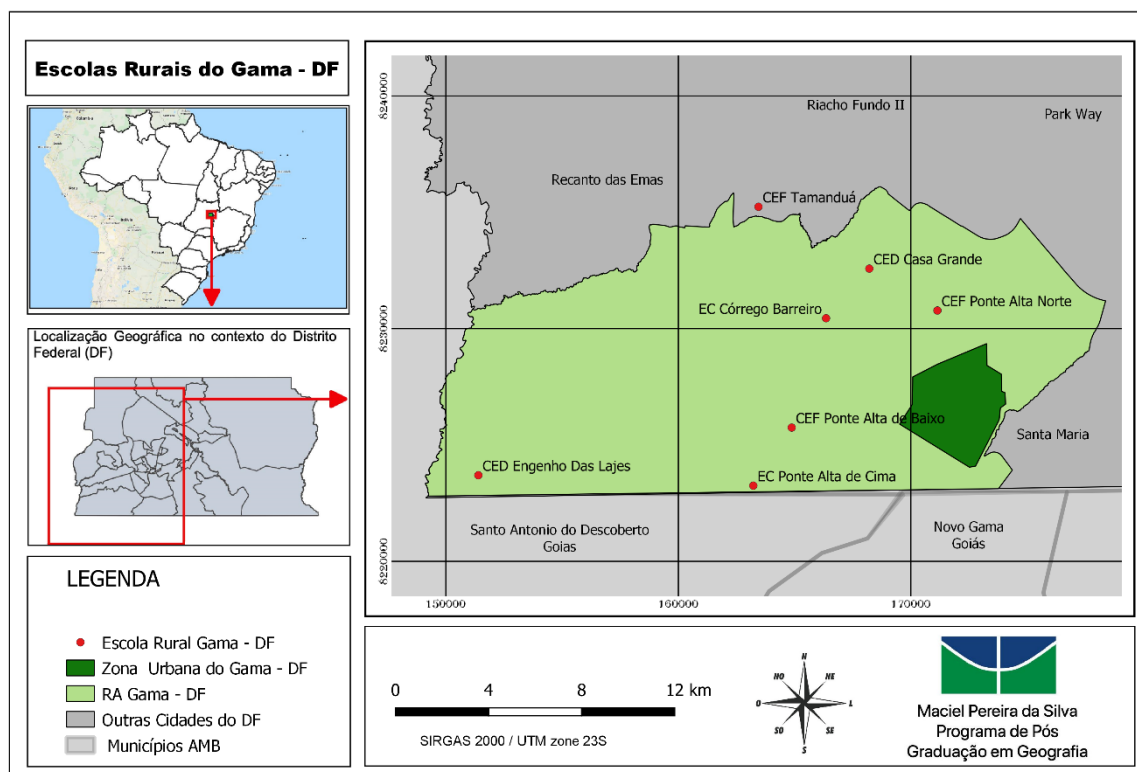 Escolas Rurais do Gama - DF
Localização Geográfica no contexto do Distrito
Federal (DF)
LEGENDA
Escola Rural Gama - DF
Zona Urbana do Gama - DF
RA Gama - DF
Outras Cidades do DF
Municípios AMB
8240000
8230000
8220000
150000
160000
170000
Riacho Fundo II
Park Way
Recanto das Emas
CEF Tamanduá
CED Casa Grande
EC Córrego Barreiro
CEF Ponte Alta Norte
CEF Ponte Alta de Baixo
Santa Maria
CED Engenho Das Lajes
EC Ponte Alta de Cima
Santo Antonio do Descoberto
Goias
Novo Gama
Goiás
0 4 8 12 km
SIRGAS 2000 / UTM zone 23S
N
NO
NE
O
L
SO
SE
S
Maciel Pereira da Silva
Programa de Pós
Graduação em Geografia